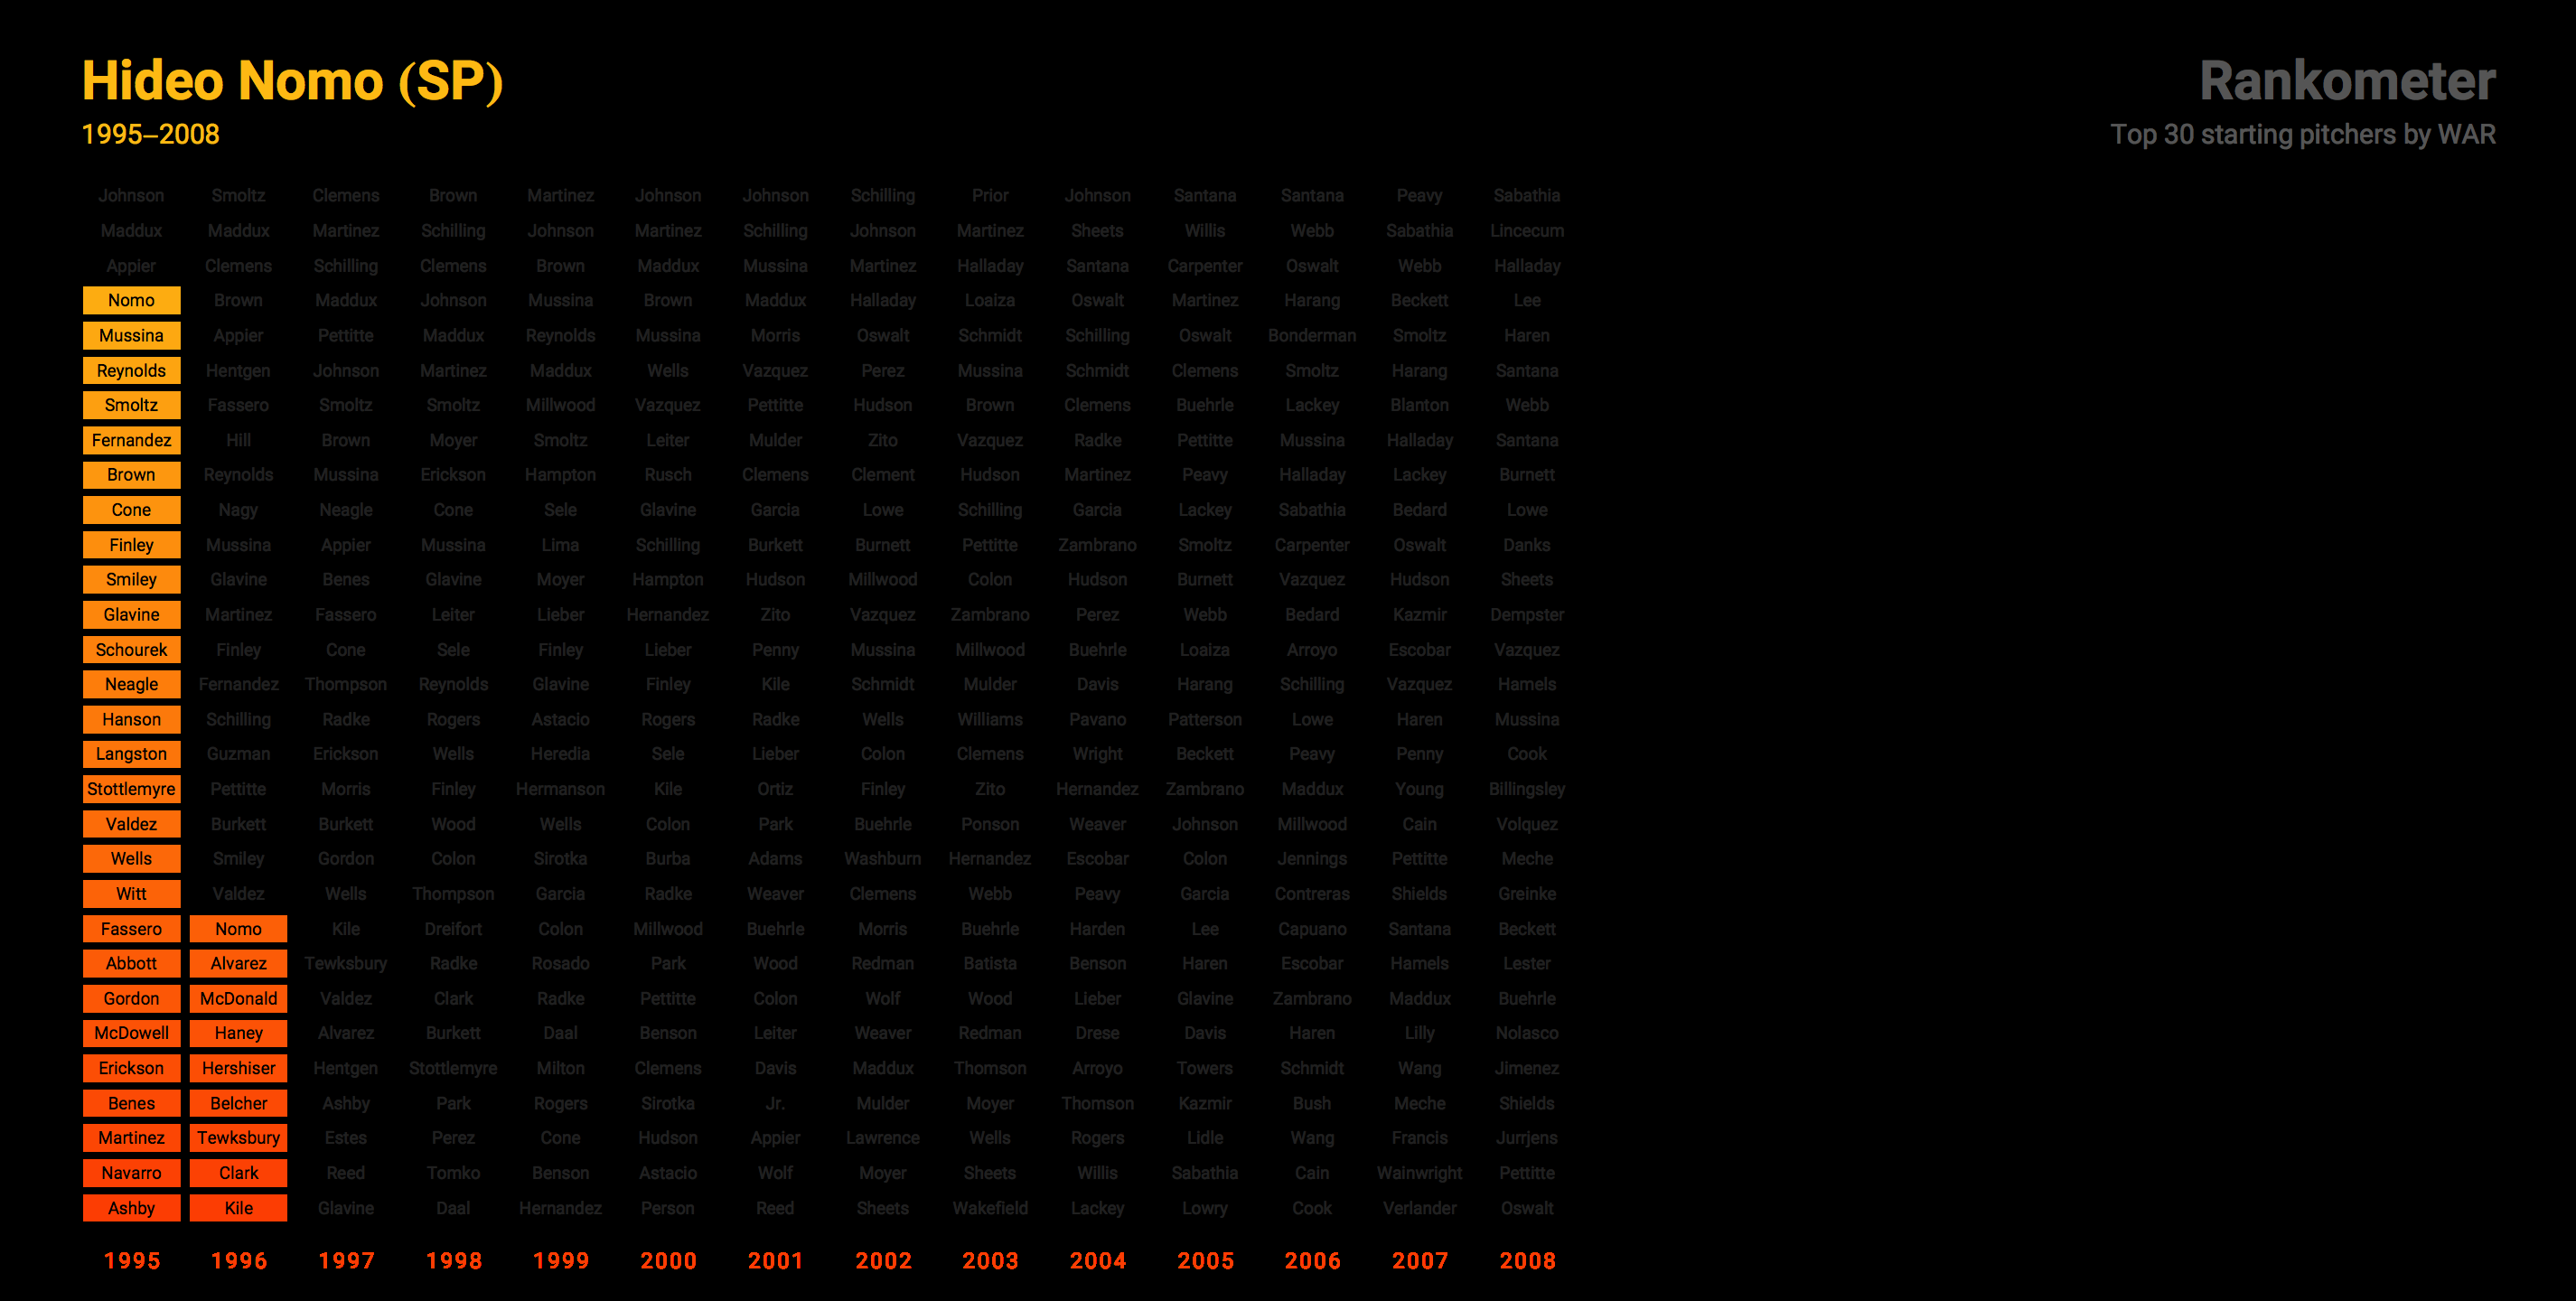 Hideo Nomo (SP)
1995–2008
Rankometer
Top 30 starting pitchers by WAR
Johnson Smoltz Clemens Brown Martinez Johnson Johnson Schilling Prior Johnson Santana Santana Peavy Sabathia
Maddux Maddux Martinez Schilling Johnson Martinez Schilling Johnson Martinez Sheets Willis Webb Sabathia Lincecum
Appier Clemens Schilling Clemens Brown Maddux Mussina Martinez Halladay Santana Carpenter Oswalt Webb Halladay
Nomo Brown Maddux Johnson Mussina Brown Maddux Halladay Loaiza Oswalt Martinez Harang Beckett Lee
Mussina Appier Pettitte Maddux Reynolds Mussina Morris Oswalt Schmidt Schilling Oswalt Bonderman Smoltz Haren
Reynolds Hentgen Johnson Martinez Maddux Wells Vazquez Perez Mussina Schmidt Clemens Smoltz Harang Santana
Smoltz Fassero Smoltz Smoltz Millwood Vazquez Pettitte Hudson Brown Clemens Buehrle Lackey Blanton Webb
Fernandez Hill Brown Moyer Smoltz Leiter Mulder Zito Vazquez Radke Pettitte Mussina Halladay Santana
Brown Reynolds Mussina Erickson Hampton Rusch Clemens Clement Hudson Martinez Peavy Halladay Lackey Burnett
Cone Nagy Neagle Cone Sele Glavine Garcia Lowe Schilling Garcia Lackey Sabathia Bedard Lowe
Finley Mussina Appier Mussina Lima Schilling Burkett Burnett Pettitte Zambrano Smoltz Carpenter Oswalt Danks
Smiley Glavine Benes Glavine Moyer Hampton Hudson Millwood Colon Hudson Burnett Vazquez Hudson Sheets
Glavine Martinez Fassero Leiter Lieber Hernandez Zito Vazquez Zambrano Perez Webb Bedard Kazmir Dempster
Schourek Finley Cone Sele Finley Lieber Penny Mussina Millwood Buehrle Loaiza Arroyo Escobar Vazquez
Neagle Fernandez Thompson Reynolds Glavine Finley Kile Schmidt Mulder Davis Harang Schilling Vazquez Hamels
Hanson Schilling Radke Rogers Astacio Rogers Radke Wells Williams Pavano Patterson Lowe Haren Mussina
Langston Guzman Erickson Wells Heredia Sele Lieber Colon Clemens Wright Beckett Peavy Penny Cook
Stottlemyre Pettitte Morris Finley Hermanson Kile Ortiz Finley Zito Hernandez Zambrano Maddux Young Billingsley
Valdez Burkett Burkett Wood Wells Colon Park Buehrle Ponson Weaver Johnson Millwood Cain Volquez
Wells Smiley Gordon Colon Sirotka Burba Adams Washburn Hernandez Escobar Colon Jennings Pettitte Meche
Witt Valdez Wells Thompson Garcia Radke Weaver Clemens Webb Peavy Garcia Contreras Shields Greinke
Fassero Nomo Kile Dreifort Colon Millwood Buehrle Morris Buehrle Harden Lee Capuano Santana Beckett
Abbott Alvarez Tewksbury Radke Rosado Park Wood Redman Batista Benson Haren Escobar Hamels Lester
Gordon McDonald Valdez Clark Radke Pettitte Colon Wolf Wood Lieber Glavine Zambrano Maddux Buehrle
McDowell Haney Alvarez Burkett Daal Benson Leiter Weaver Redman Drese Davis Haren Lilly Nolasco
Erickson Hershiser Hentgen Stottlemyre Milton Clemens Davis Maddux Thomson Arroyo Towers Schmidt Wang Jimenez
Benes Belcher Ashby Park Rogers Sirotka Jr. Mulder Moyer Thomson Kazmir Bush Meche Shields
Martinez Tewksbury Estes Perez Cone Hudson Appier Lawrence Wells Rogers Lidle Wang Francis Jurrjens
Navarro Clark Reed Tomko Benson Astacio Wolf Moyer Sheets Willis Sabathia Cain Wainwright Pettitte
Ashby Kile Glavine Daal Hernandez Person Reed Sheets Wakefield Lackey Lowry Cook Verlander Oswalt
1995 1996 1997 1998 1999 2000 2001 2002 2003 2004 2005 2006 2007 2008